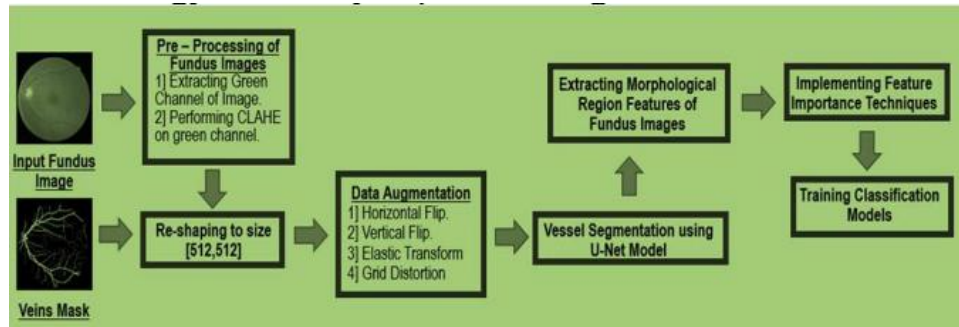 Pre – Processing of
Fundus Images
1] Extracting Green
Channel of Image.
2] Performing CLAHE
on green channel.
Input Fundus
Image
Re-shaping to size
[512,512]
Veins Mask
Data Augmentation
1] Horizontal Flip.
2] Vertical Flip.
3] Elastic Transform
4] Grid Distortion
Vessel Segmentation using
U-Net Model
Extracting Morphological
Region Features of
Fundus Images
Implementing Feature
Importance Techniques
Training Classification
Models